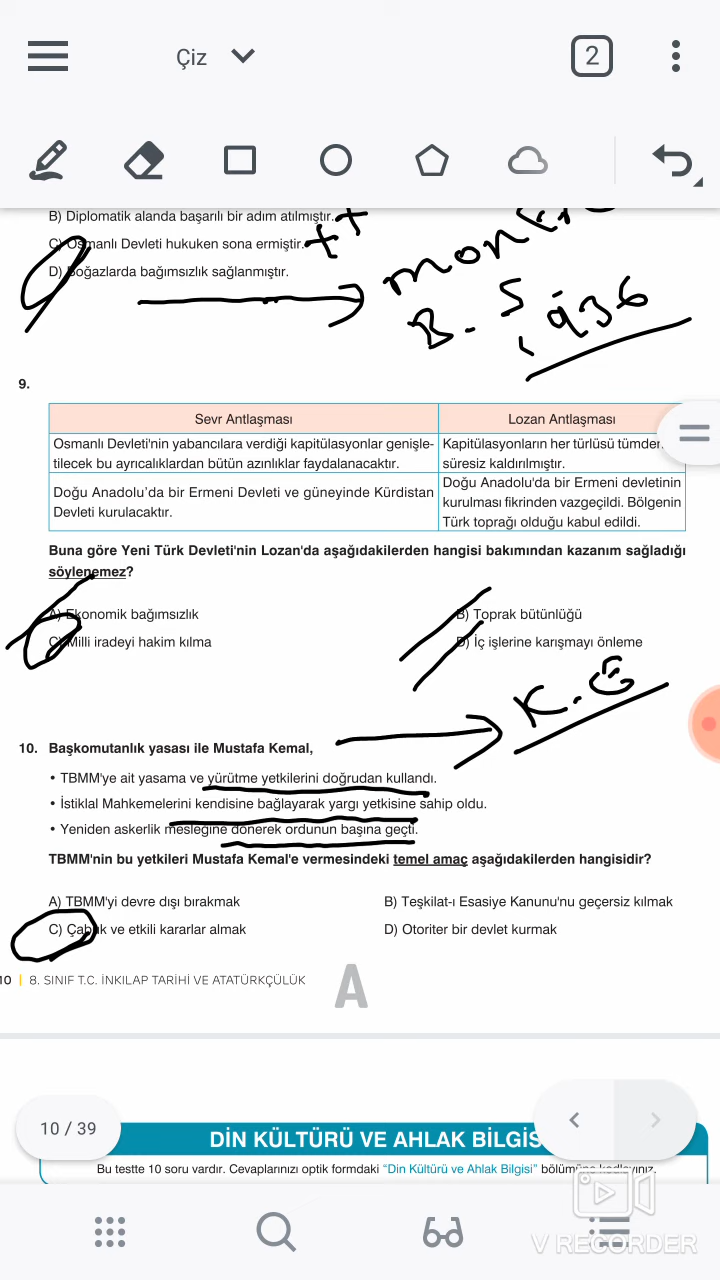 Çiz
2
B) Diplomatik alanda başarılı bir adım atılmıştır.
C) Osmanlı Devleti hukuken sona ermiştir.
D) Boğazlarda bağımsızlık sağlanmıştır.
B. S
1936
9.
Sevr Antlaşması
Lozan Antlaşması
Osmanlı Devleti'nin yabancılara verdiği kapitülasyonlar genişle-
tilecek bu ayrıcalıklardan bütün azınlıklar faydalanacaktır.
Kapitülasyonların her türlüsü tümden
süresiz kaldırılmıştır.
Doğu Anadolu'da bir Ermeni Devleti ve güneyinde Kürdistan
Devleti kurulacaktır.
Doğu Anadolu'da bir Ermeni devletinin
kurulması fikrinden vazgeçildi. Bölgenin
Türk toprağı olduğu kabul edildi.
Buna göre Yeni Türk Devleti'nin Lozan'da aşağıdakilerden hangisi bakımından kazanım sağladığı
söylenemez?
A) Ekonomik bağımsızlık
B) Toprak bütünlüğü
C) Milli iradeyi hakim kılma
D) İç işlerine karışmayı önleme
K.G
10. Başkomutanlık yasası ile Mustafa Kemal,
• TBMM'ye ait yasama ve yürütme yetkilerini doğrudan kullandı.
• İstiklal Mahkemelerini kendisine bağlayarak yargı yetkisine sahip oldu.
• Yeniden askerlik mesleğine dönerek ordunun başına geçti.
TBMM'nin bu yetkileri Mustafa Kemal'e vermesindeki temel amaç aşağıdakilerden hangisidir?
A) TBMM'yi devre dışı bırakmak
B) Teşkilat-ı Esasiye Kanunu'nu geçersiz kılmak
C) Çabuk ve etkili kararlar almak
D) Otoriter bir devlet kurmak
10 | 8. SINIF T.C. İNKILAP TARİHİ VE ATATÜRKÇÜLÜK
A
10 / 39
DİN KÜLTÜRÜ VE AHLAK BİLGİS
Bu testte 10 soru vardır. Cevaplarınızı optik formdaki "Din Kültürü ve Ahlak Bilgisi" bölümüne kodlayınız.
V RECORDER